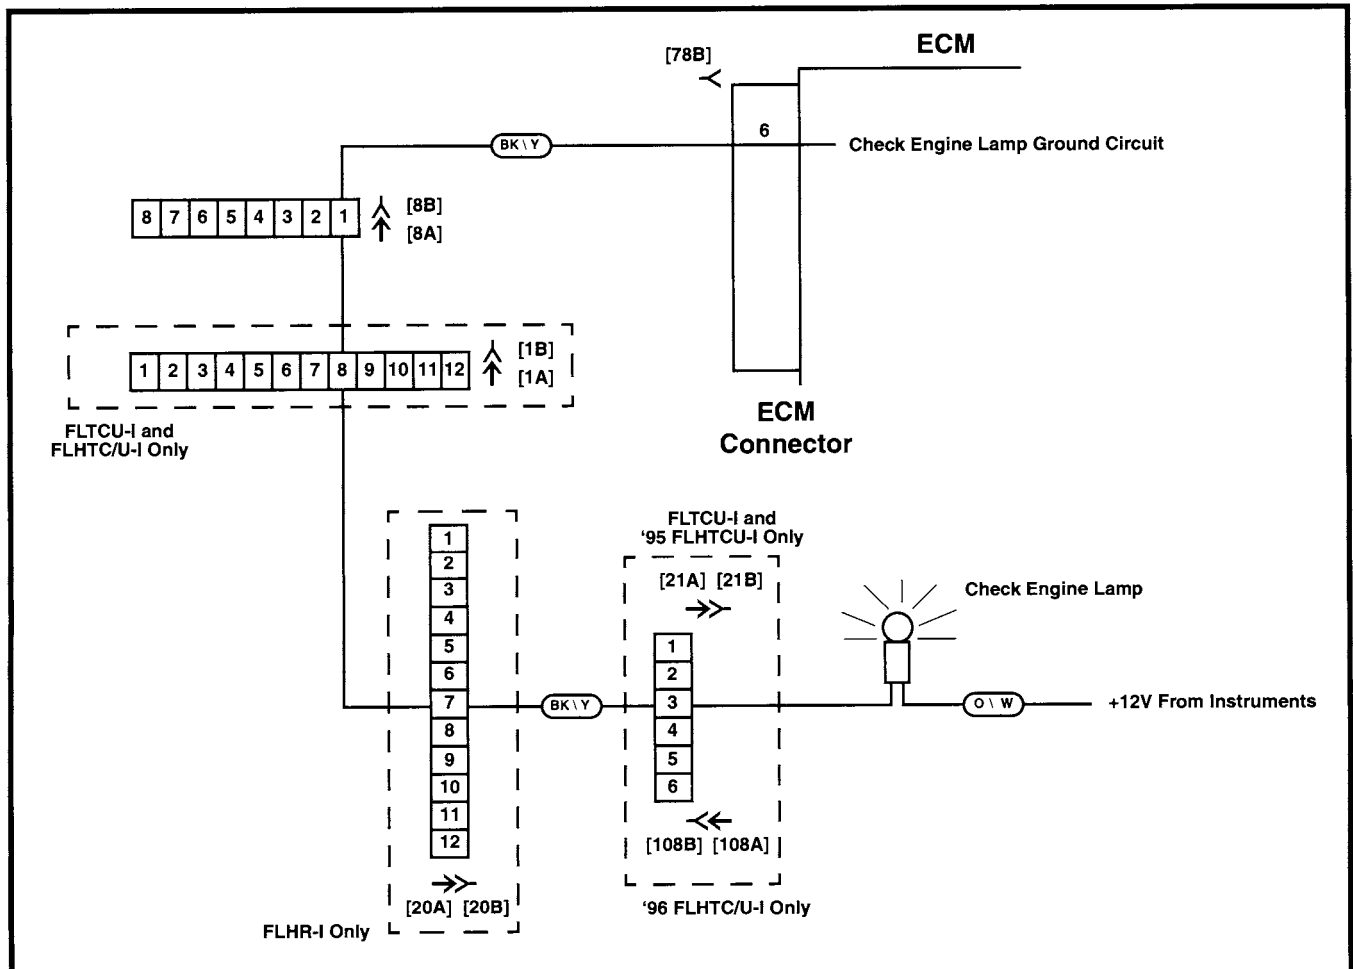 ECM
[78B]
6
BK\Y
Check Engine Lamp Ground Circuit
8 7 6 5 4 3 2 1
[8B]
[8A]
1 2 3 4 5 6 7 8 9 10 11 12
[1B]
[1A]
FLTCU-I and
FLHTC/U-I Only
ECM
Connector
1
2
3
4
5
6
7
8
9
10
11
12
[20A] [20B]
FLHR-I Only
BK\Y
FLTCU-I and
‘95 FLHTCU-I Only
[21A] [21B]
1
2
3
4
5
6
[108B] [108A]
‘96 FLHTC/U-I Only
Check Engine Lamp
O\W
+12V From Instruments